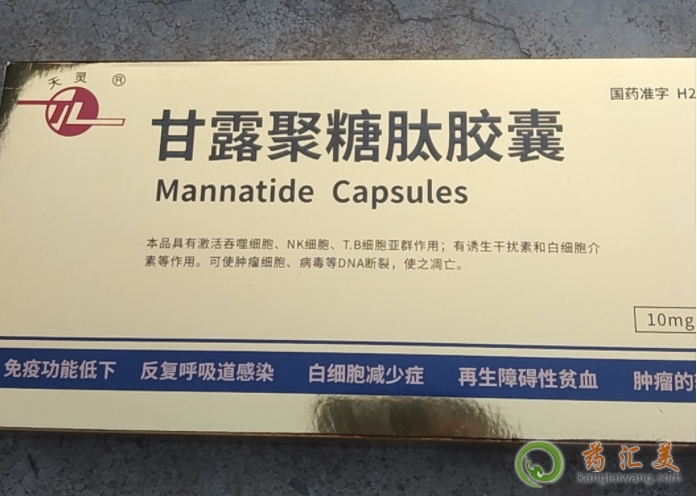 天灵 ®
TL
国药准字 H2
甘露聚糖肽胶囊
Mannatide Capsules
本品具有激活吞噬细胞、NK细胞、T.B细胞亚群作用；有诱生干扰素和白细胞介
素等作用。可使肿瘤细胞、病毒等DNA断裂，使之凋亡。
10mg
免疫功能低下 反复呼吸道感染 白细胞减少症 再生障碍性贫血 肿瘤的
药汇美
kanglaiwang.com